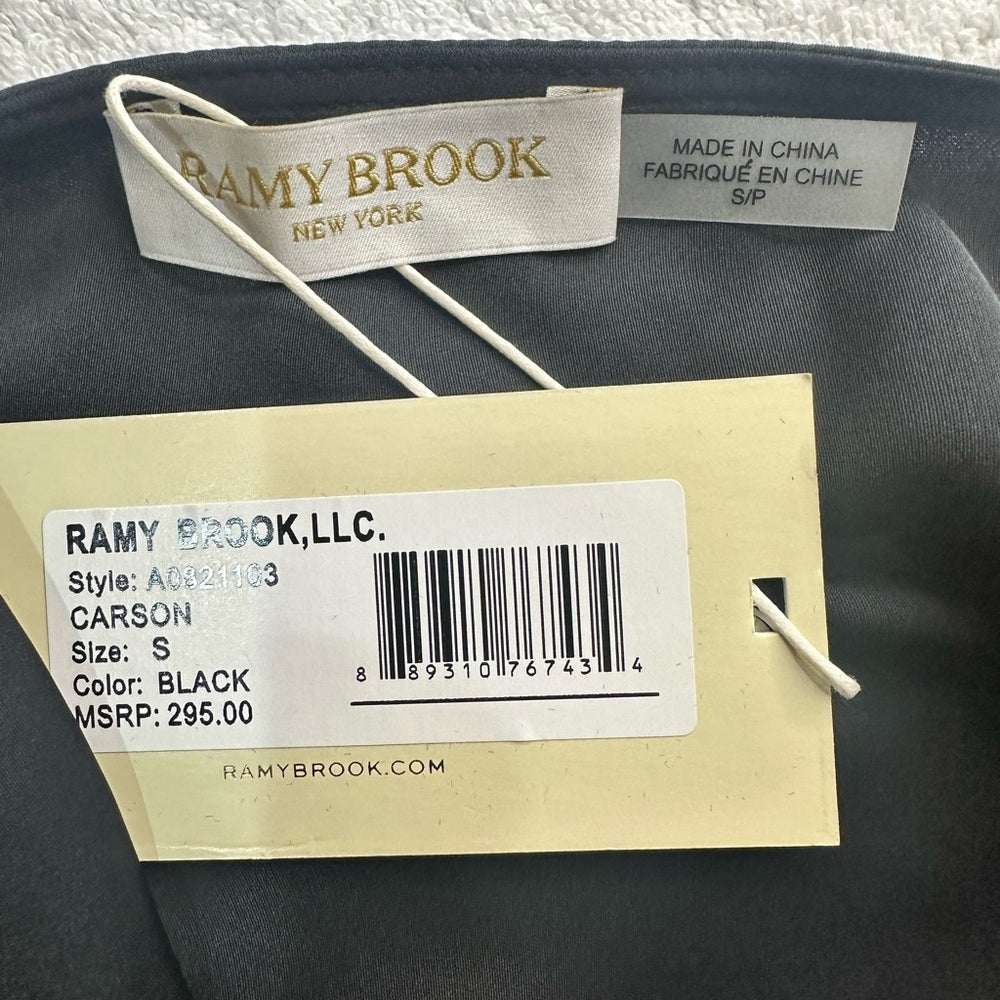 RAMY BROOK
NEW YORK
MADE IN CHINA
FABRIQUÉ EN CHINE
S/P
RAMY BROOK,LLC.
Style: A0821103
CARSON
Size: S
Color: BLACK
MSRP: 295.00
8 89310 76743 4
RAMYBROOK.COM